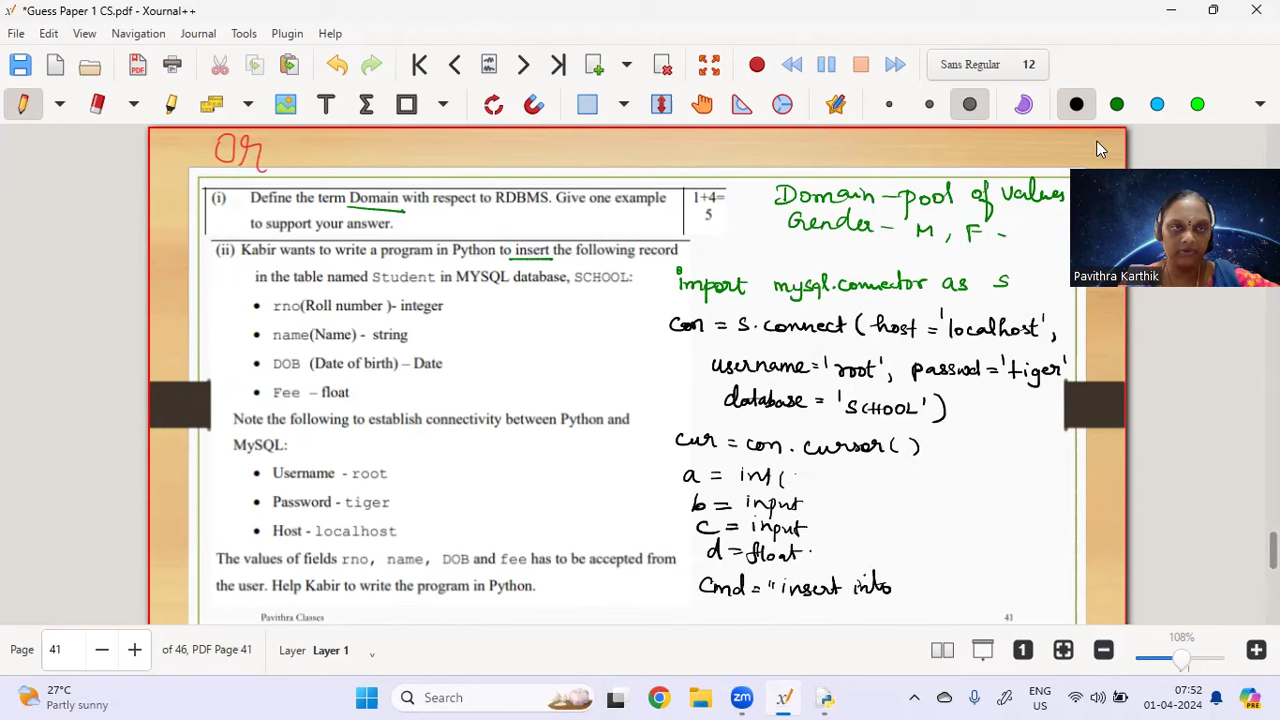 *Guess Paper 1 CS.pdf - Xournal++
File Edit View Navigation Journal Tools Plugin Help
Sans Regular 12
Or
(i) Define the term Domain with respect to RDBMS. Give one example 1+4=
to support your answer. 5
(ii) Kabir wants to write a program in Python to insert the following record
in the table named Student in MYSQL database, SCHOOL:
• rno(Roll number )- integer
• name(Name) - string
• DOB (Date of birth) – Date
• Fee – float
Note the following to establish connectivity between Python and
MySQL:
• Username - root
• Password - tiger
• Host - localhost
The values of fields rno, name, DOB and fee has to be accepted from
the user. Help Kabir to write the program in Python.
Pavithra Classes 41
Domain – pool of values
Gender – M, F -
import mysql.connector as S
con = s.connect (host = 'localhost',
username = 'root', passwd = 'tiger'
database = 'SCHOOL')
cur = con.cursor( )
a = int(
b = input
c = input
d = float
cmd = "insert into
Pavithra Karthik
Page 41 of 46, PDF Page 41 Layer Layer 1 108%
27°C
Partly sunny
Search
ENG
US
07:52
01-04-2024
PRE